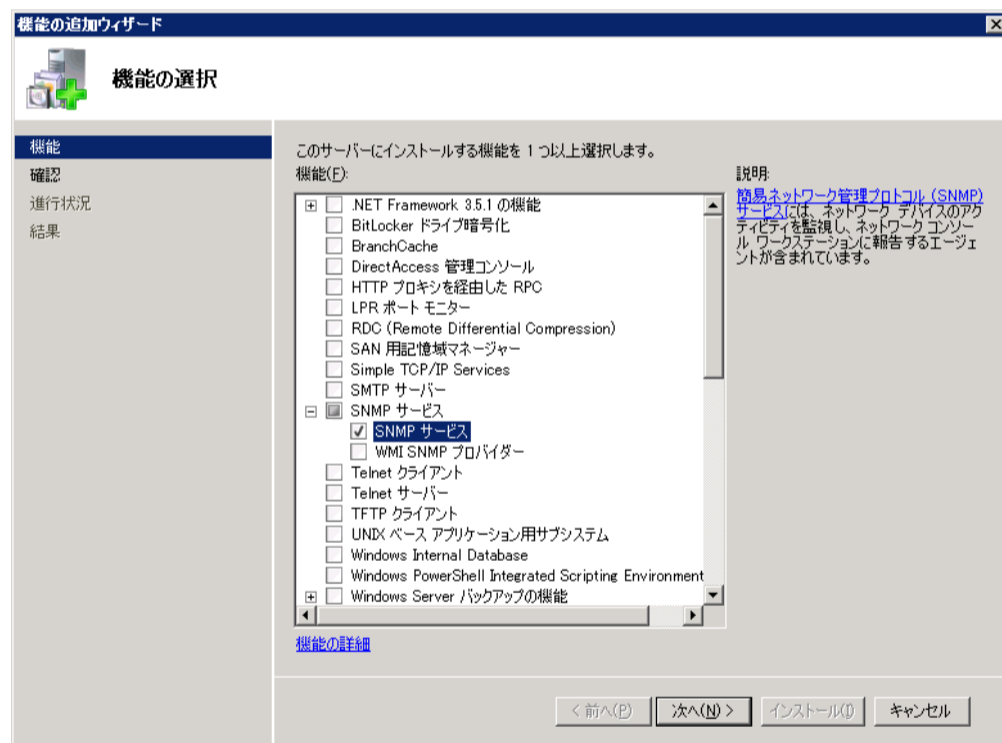 機能の追加ウィザード
機能の選択
機能
確認
進行状況
結果
このサーバーにインストールする機能を 1 つ以上選択します。
機能(F):
.NET Framework 3.5.1 の機能
BitLocker ドライブ暗号化
BranchCache
DirectAccess 管理コンソール
HTTP プロキシを経由した RPC
LPR ポート モニター
RDC (Remote Differential Compression)
SAN 用記憶域マネージャー
Simple TCP/IP Services
SMTP サーバー
SNMP サービス
SNMP サービス
WMI SNMP プロバイダー
Telnet クライアント
Telnet サーバー
TFTP クライアント
UNIX ベース アプリケーション用サブシステム
Windows Internal Database
Windows PowerShell Integrated Scripting Environment
Windows Server バックアップの機能
機能の詳細
説明:
簡易ネットワーク管理プロトコル (SNMP)
サービスには、ネットワーク デバイスのアク
ティビティを監視し、ネットワーク コンソー
ル ワークステーションに報告するエージェ
ントが含まれています。
< 前へ(P)
次へ(N) >
インストール(I)
キャンセル